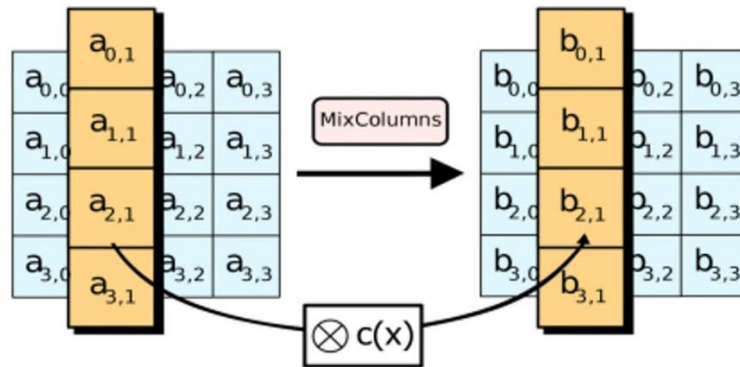 a0,1 b0,1
a0,0 a0,2 a0,3 b0,0 b0,2 b0,3
MixColumns
a1,0 a1,1 a1,2 a1,3 b1,0 b1,1 b1,2 b1,3
a2,0 a2,1 a2,2 a2,3 b2,0 b2,1 b2,2 b2,3
a3,0 a3,1 a3,2 a3,3 b3,0 b3,1 b3,2 b3,3
⊗ c(x)